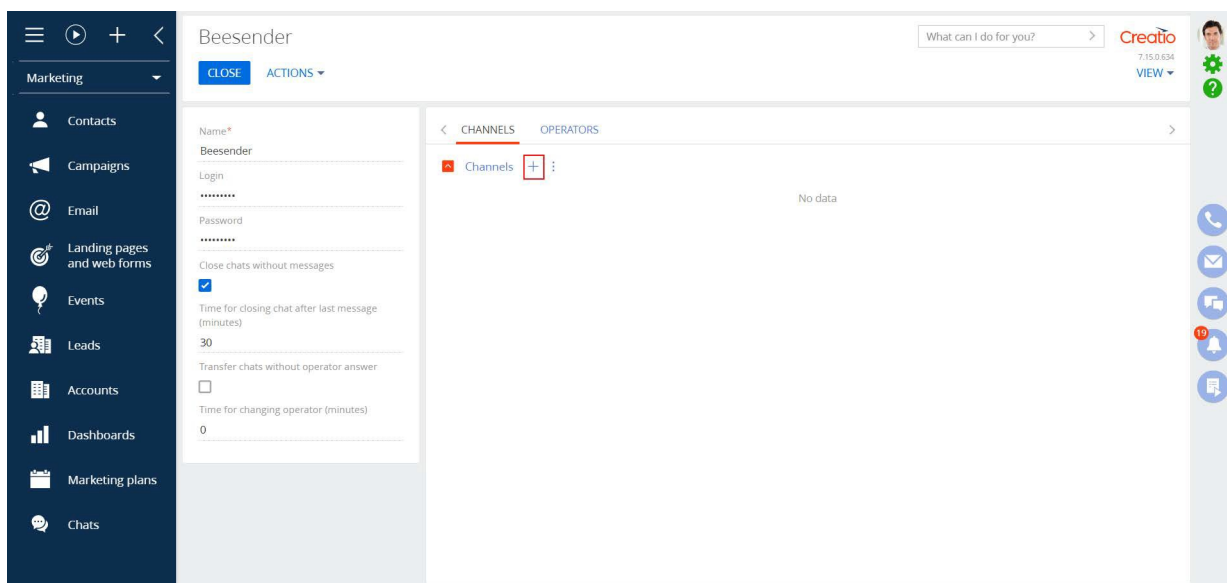 Marketing
Contacts
Campaigns
Email
Landing pages
and web forms
Events
Leads
Accounts
Dashboards
Marketing plans
Chats
Beesender
CLOSE
ACTIONS
What can I do for you?
Creatio
7.15.0.634
VIEW
Name*
Beesender
Login
•••••••••
Password
•••••••••
Close chats without messages
Time for closing chat after last message
(minutes)
30
Transfer chats without operator answer
Time for changing operator (minutes)
0
CHANNELS
OPERATORS
Channels
No data
19